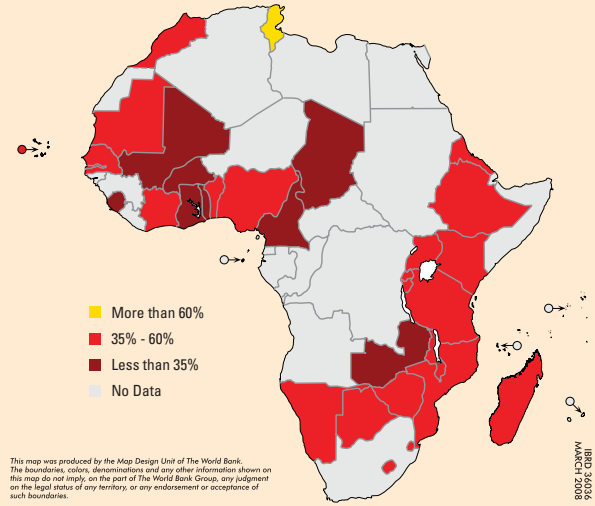 More than 60%
35% - 60%
Less than 35%
No Data
This map was produced by the Map Design Unit of The World Bank.
The boundaries, colors, denominations and any other information shown on
this map do not imply, on the part of The World Bank Group, any judgment
on the legal status of any territory, or any endorsement or acceptance of
such boundaries.
IBRD 36036
MARCH 2008